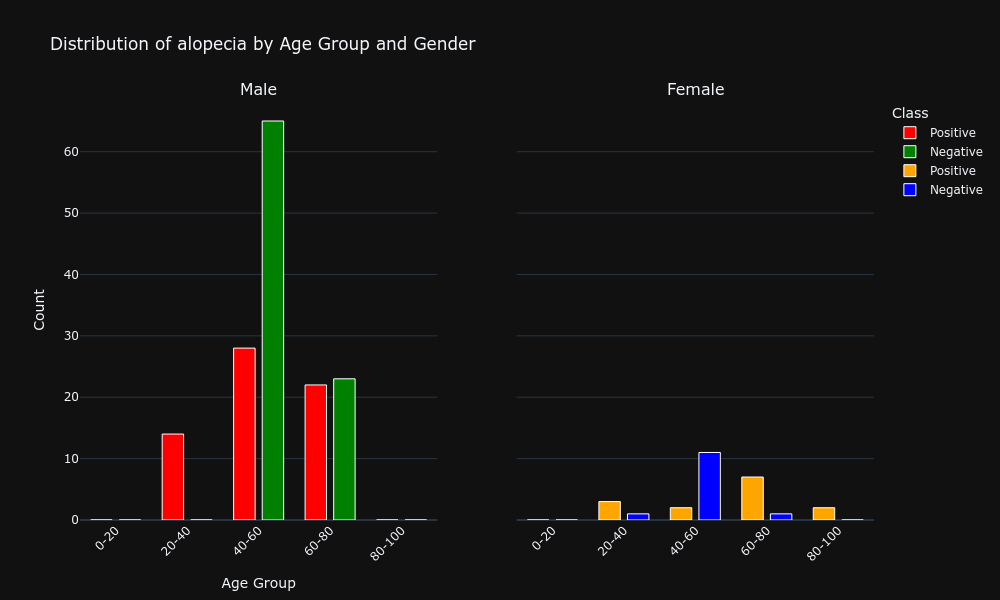 Distribution of alopecia by Age Group and Gender
Male
Female
Class
Positive
Negative
Positive
Negative
Count
60
50
40
30
20
10
0
0-20
20-40
40-60
60-80
80-100
0-20
20-40
40-60
60-80
80-100
Age Group